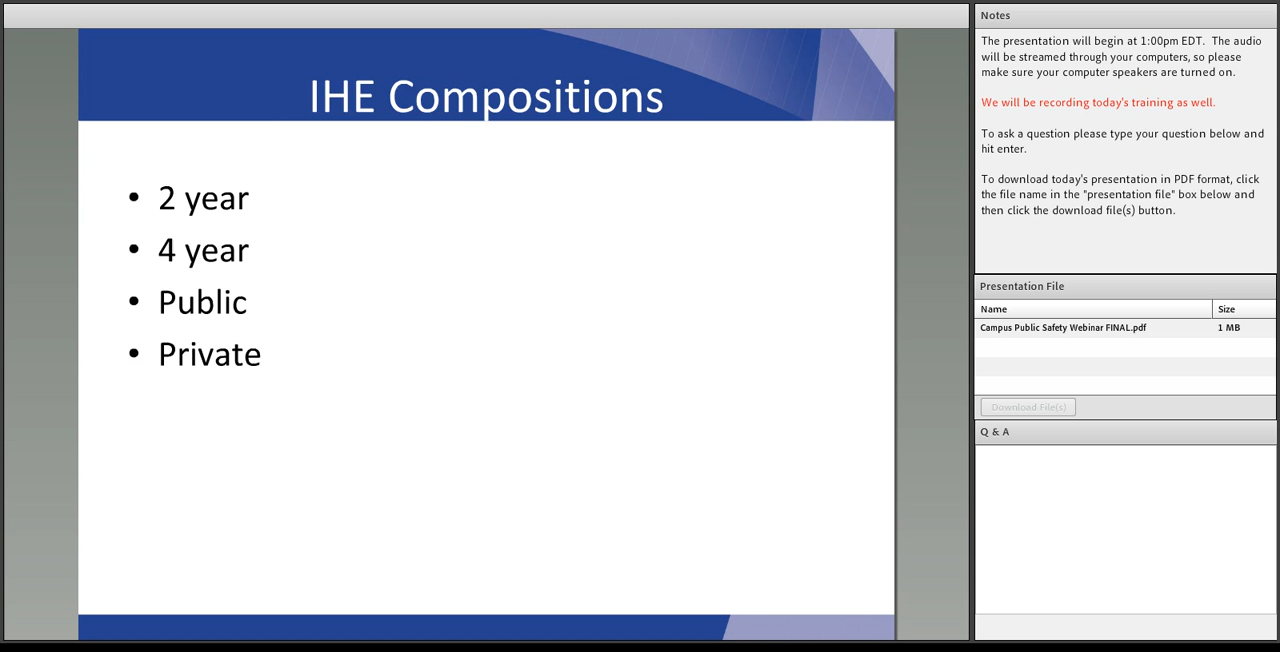 IHE Compositions
• 2 year
• 4 year
• Public
• Private
Notes
The presentation will begin at 1:00pm EDT.  The audio
will be streamed through your computers, so please
make sure your computer speakers are turned on.
We will be recording today's training as well.
To ask a question please type your question below and
hit enter.
To download today's presentation in PDF format, click
the file name in the "presentation file" box below and
then click the download file(s) button.
Presentation File
Name Size
Campus Public Safety Webinar FINAL.pdf 1 MB
Download File(s)
Q & A